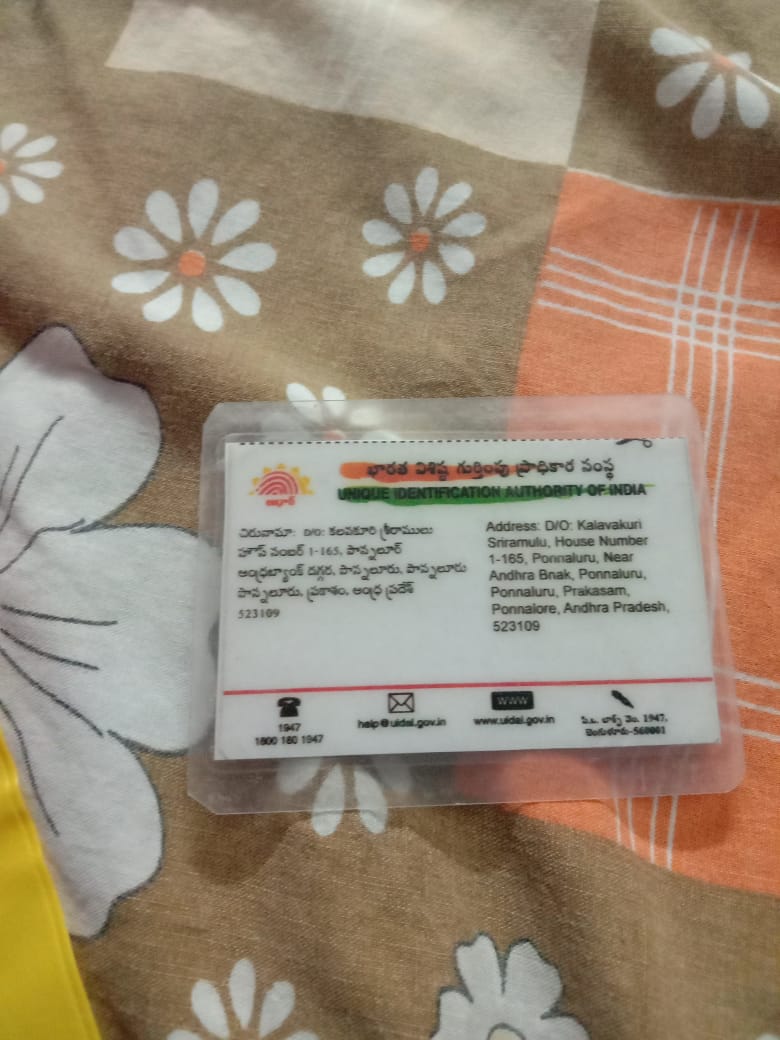 భారత విశిష్ట గుర్తింపు ప్రాధికార సంస్థ
UNIQUE IDENTIFICATION AUTHORITY OF INDIA
ఆధార్
చిరునామా: D/O: కలవకూరి శ్రీరాములు
హౌస్ నంబర్ 1-165, పొన్నలూర్
ఆంధ్రబ్యాంక్ దగ్గర, పొన్నలూరు, పొన్నలూరు
పొన్నలూరు, ప్రకాశం, ఆంధ్ర ప్రదేశ్
523109
Address: D/O: Kalavakuri
Sriramulu, House Number
1-165, Ponnaluru, Near
Andhra Bnak, Ponnaluru,
Ponnaluru, Prakasam,
Ponnalore, Andhra Pradesh,
523109
1947
1800 180 1947
help@uidai.gov.in
WWW
www.uidai.gov.in
పి.ఒ. బాక్స్ నెం. 1947,
బెంగుళూరు-560001